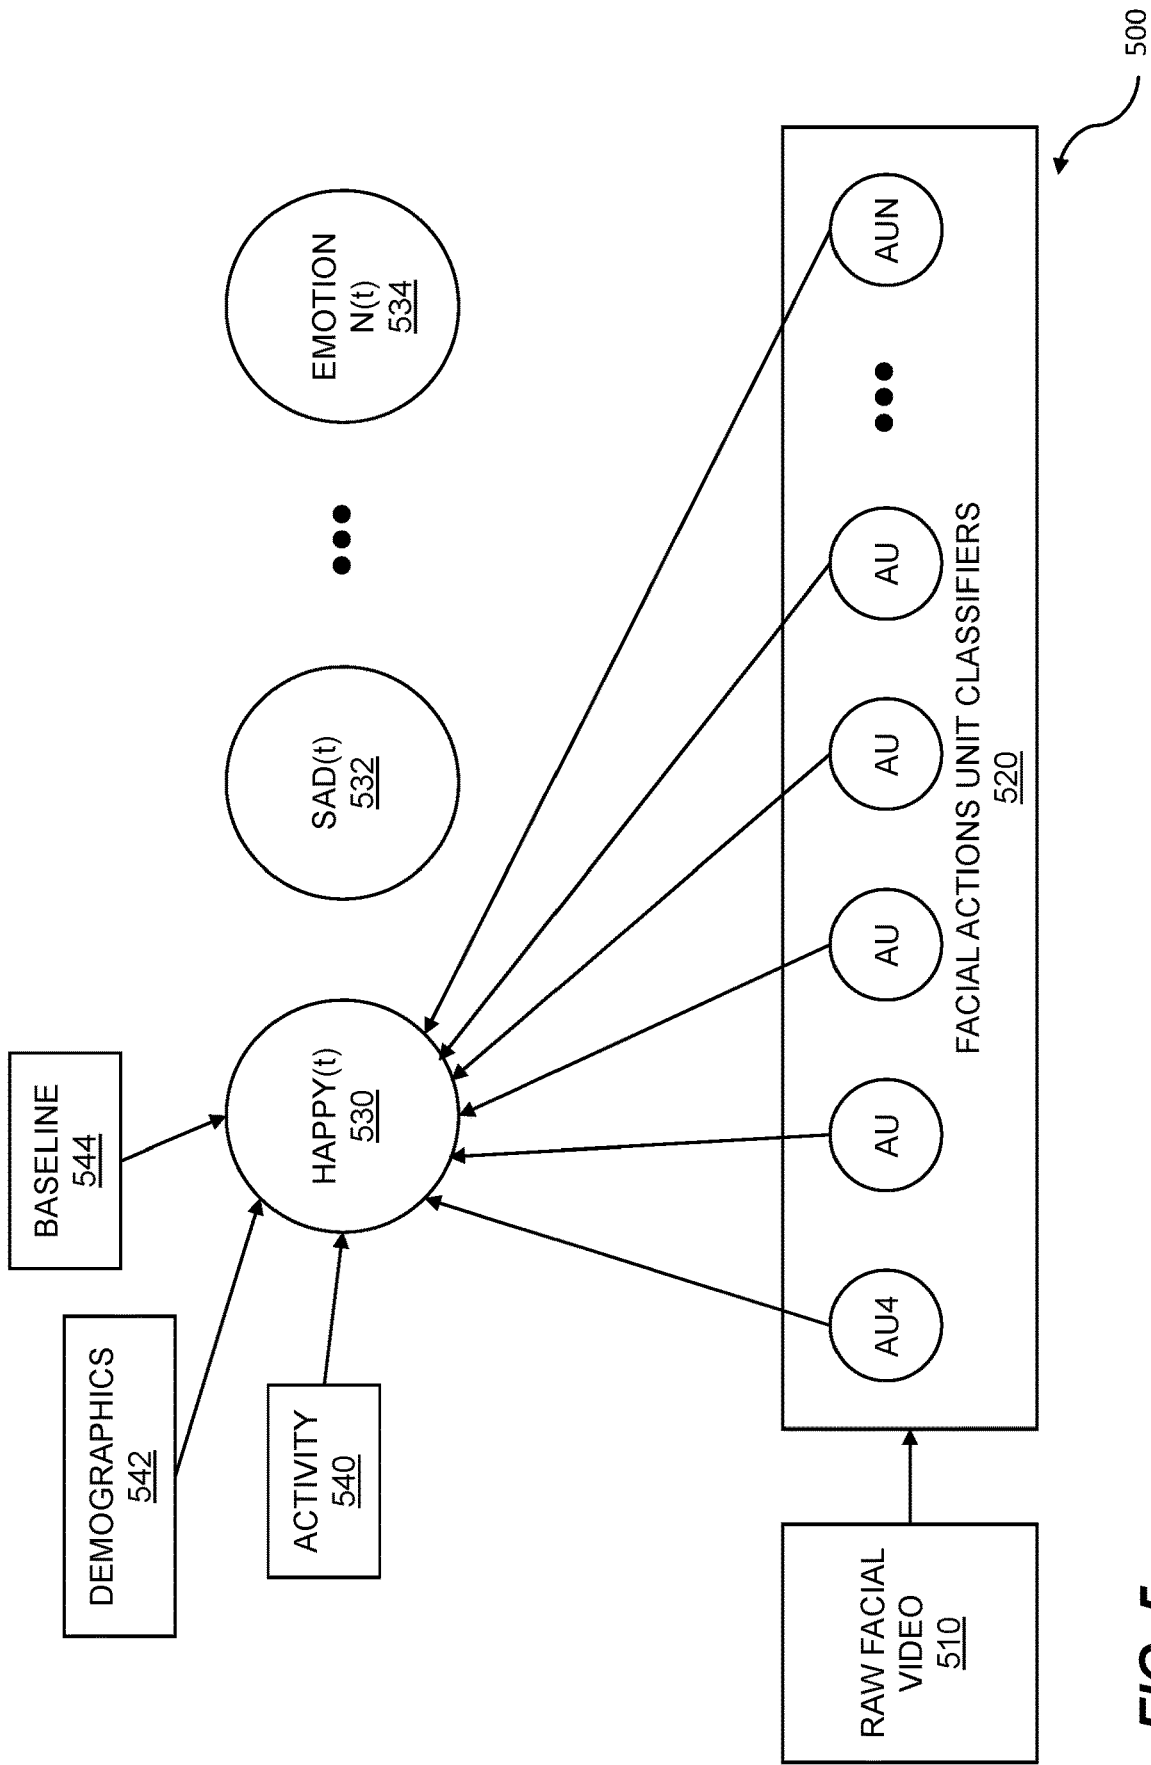 BASELINE
544
DEMOGRAPHICS
542
ACTIVITY
540
HAPPY(t)
530
SAD(t)
532
EMOTION
N(t)
534
AU4
AU
AU
AU
AU
AUN
FACIAL ACTIONS UNIT CLASSIFIERS
520
RAW FACIAL
VIDEO
510
500
FIG. 5